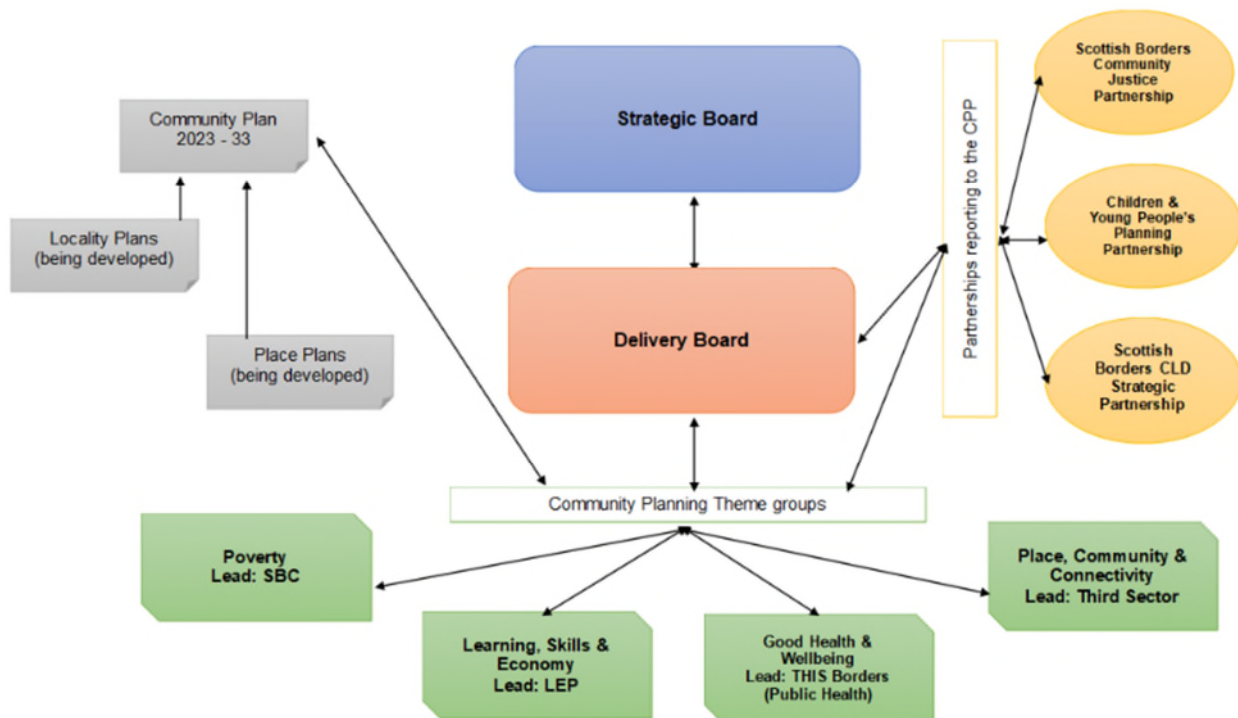 Community Plan
2023 - 33
Locality Plans
(being developed)
Place Plans
(being developed)
Strategic Board
Delivery Board
Partnerships reporting to the CPP
Scottish Borders
Community
Justice
Partnership
Children &
Young People's
Planning
Partnership
Scottish
Borders CLD
Strategic
Partnership
Community Planning Theme groups
Poverty
Lead: SBC
Learning, Skills &
Economy
Lead: LEP
Good Health &
Wellbeing
Lead: THIS Borders
(Public Health)
Place, Community &
Connectivity
Lead: Third Sector